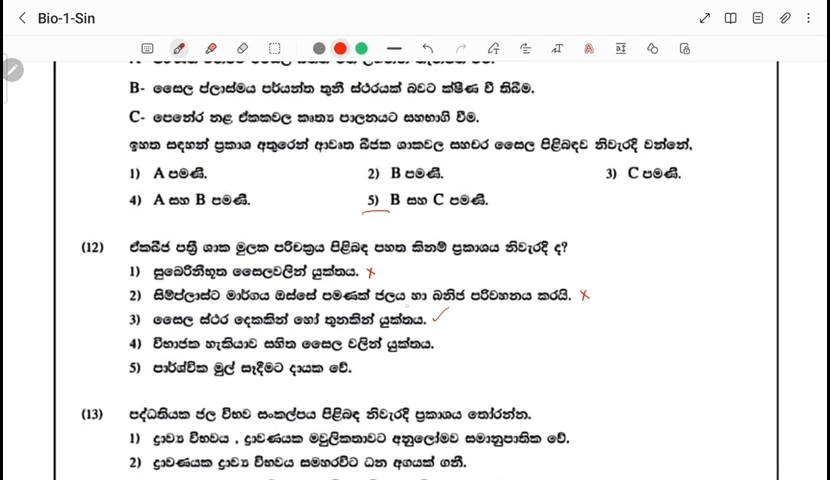 Bio-1-Sin
B- සෛල ප්ලාස්මය පර්යන්ත තුනී ස්ථරයක් බවට ක්ෂීණ වී තිබීම.
C- පෙනේර නළ ඒකකවල කෘත්‍ය පාලනයට සහභාගි වීම.
ඉහත සඳහන් ප්‍රකාශ අතුරෙන් ආවෘත බීජක ශාකවල සහචර සෛල පිළිබඳව නිවැරදි වන්නේ,
1) A පමණි. 2) B පමණි. 3) C පමණි.
4) A සහ B පමණි. 5) B සහ C පමණි.
(12) ඒකබීජ පත්‍රී ශාක මුලක පරිචක්‍රය පිළිබඳ පහත කිනම් ප්‍රකාශය නිවැරදි ද?
1) සුබෙරිනීභූත සෛලවලින් යුක්තය.
2) සිම්ප්ලාස්ට මාර්ගය ඔස්සේ පමණක් ජලය හා ඛනිජ පරිවහනය කරයි.
3) සෛල ස්ථර දෙකකින් හෝ තුනකින් යුක්තය.
4) විභාජක හැකියාව සහිත සෛල වලින් යුක්තය.
5) පාර්ශ්වික මුල් සෑදීමට දායක වේ.
(13) පද්ධතියක ජල විභව සංකල්පය පිළිබඳ නිවැරදි ප්‍රකාශය තෝරන්න.
1) ද්‍රාව්‍ය විභවය , ද්‍රාවණයක මවුලිකතාවට අනුලෝමව සමානුපාතික වේ.
2) ද්‍රාවණයක ද්‍රාව්‍ය විභවය සමහරවිට ධන අගයක් ගනී.